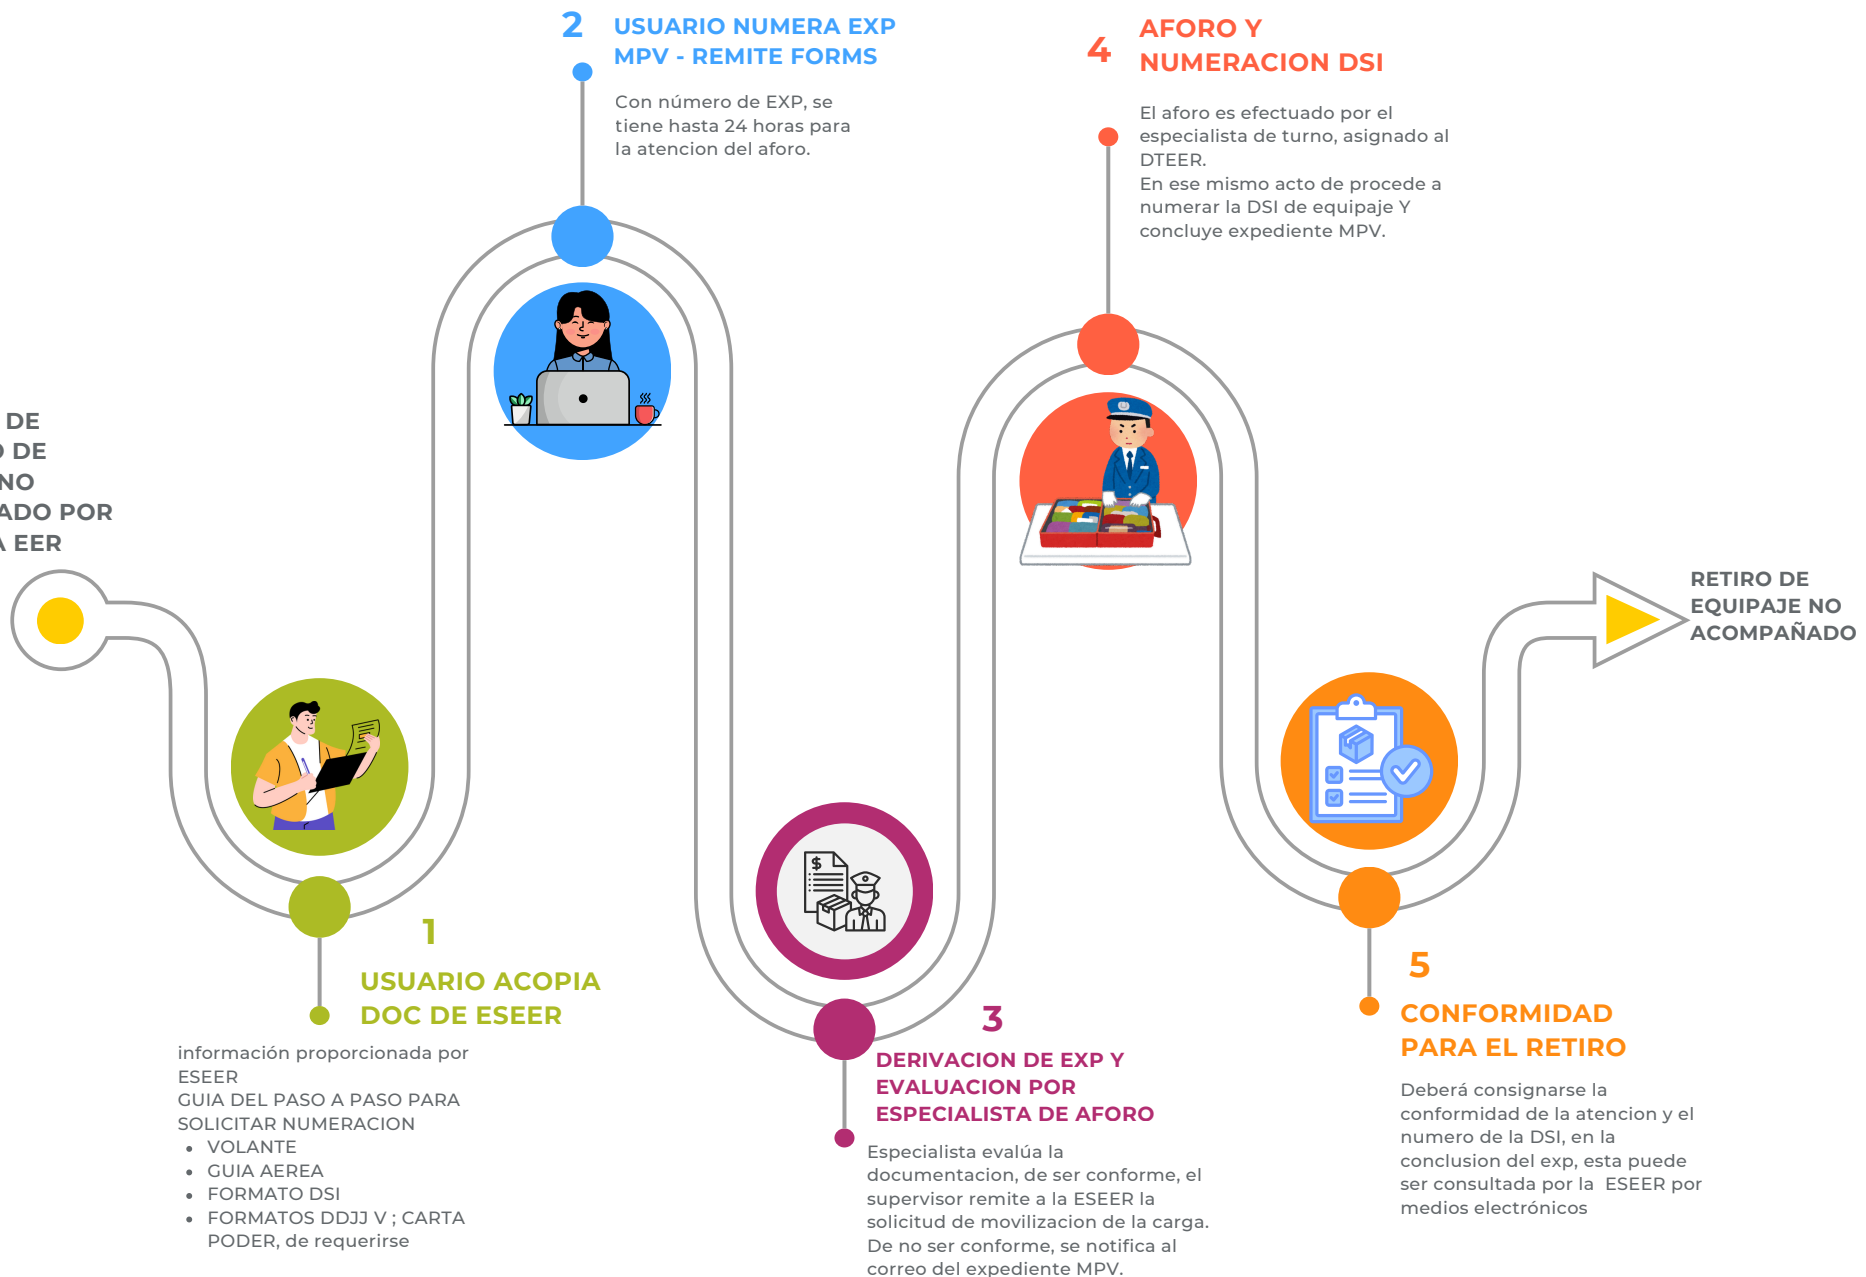 DE
DE
NO
ADO POR
A EER
1
USUARIO ACOPIA
DOC DE ESEER
información proporcionada por
ESEER
GUIA DEL PASO A PASO PARA
SOLICITAR NUMERACION
• VOLANTE
• GUIA AEREA
• FORMATO DSI
• FORMATOS DDJJ V ; CARTA
PODER, de requerirse
2
USUARIO NUMERA EXP
MPV - REMITE FORMS
Con número de EXP, se
tiene hasta 24 horas para
la atencion del aforo.
3
DERIVACION DE EXP Y
EVALUACION POR
ESPECIALISTA DE AFORO
Especialista evalúa la
documentacion, de ser conforme, el
supervisor remite a la ESEER la
solicitud de movilizacion de la carga.
De no ser conforme, se notifica al
correo del expediente MPV.
4
AFORO Y
NUMERACION DSI
El aforo es efectuado por el
especialista de turno, asignado al
DTEER.
En ese mismo acto de procede a
numerar la DSI de equipaje Y
concluye expediente MPV.
5
CONFORMIDAD
PARA EL RETIRO
Deberá consignarse la
conformidad de la atencion y el
numero de la DSI, en la
conclusion del exp, esta puede
ser consultada por la ESEER por
medios electrónicos
RETIRO DE
EQUIPAJE NO
ACOMPAÑADO